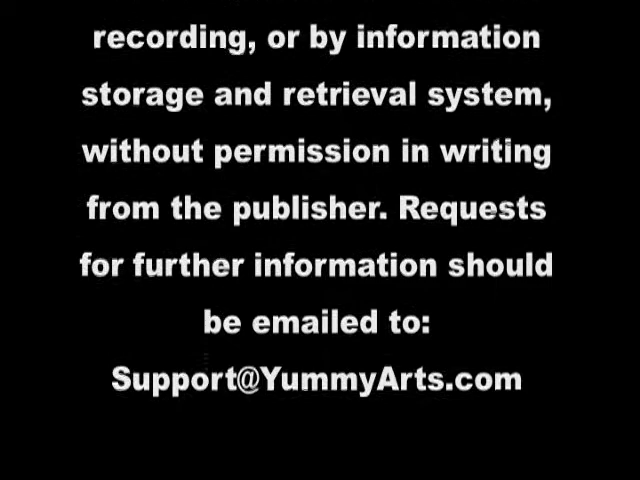 recording, or by information
storage and retrieval system,
without permission in writing
from the publisher. Requests
for further information should
be emailed to:
Support@YummyArts.com